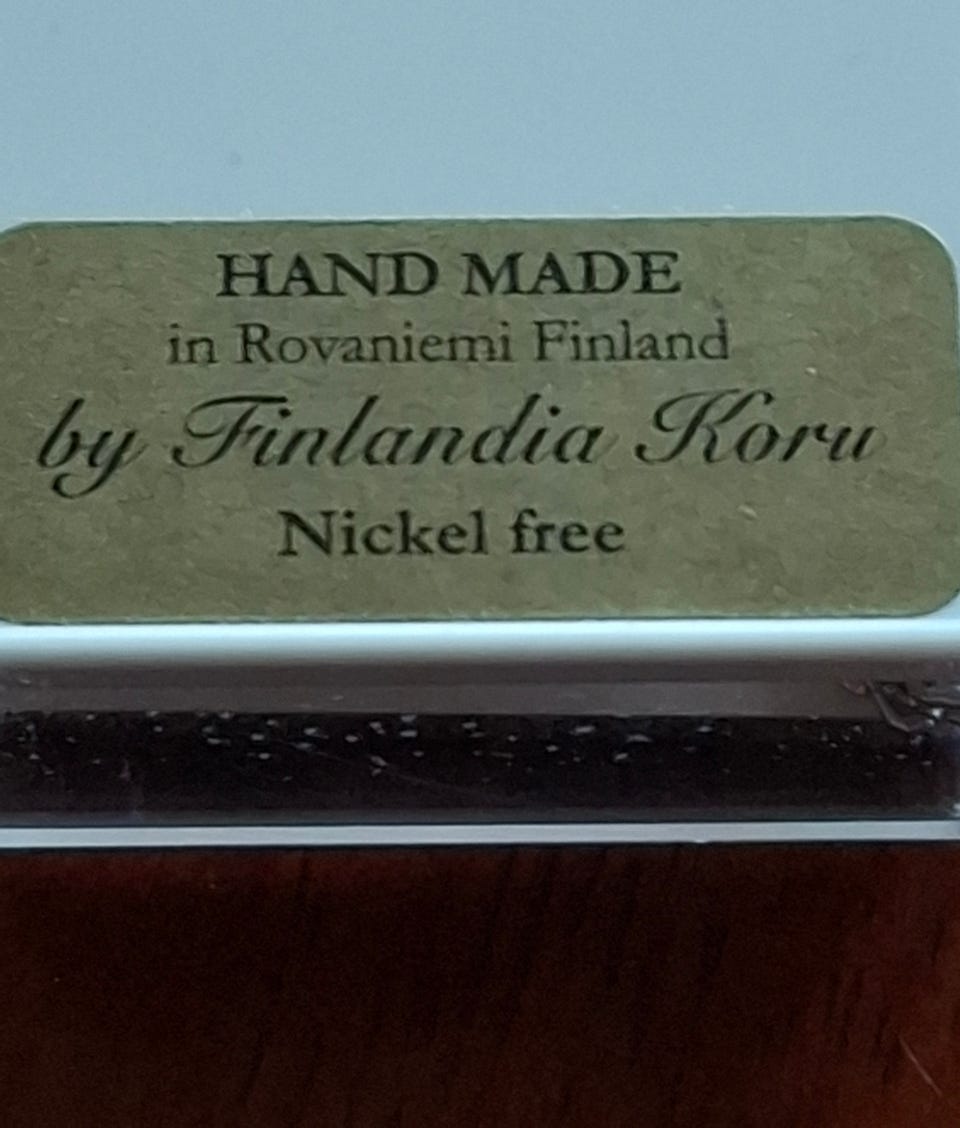 HAND MADE
in Rovaniemi Finland
by Finlandia Koru
Nickel free